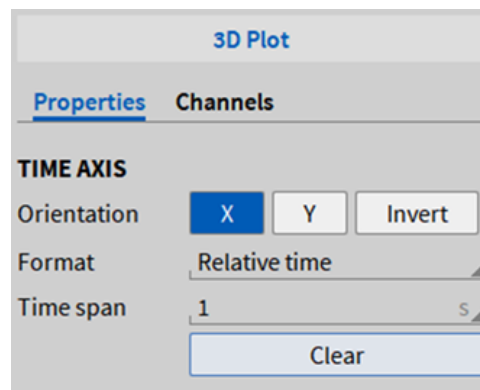 3D Plot
Properties Channels
TIME AXIS
Orientation X Y Invert
Format Relative time
Time span 1 s
Clear